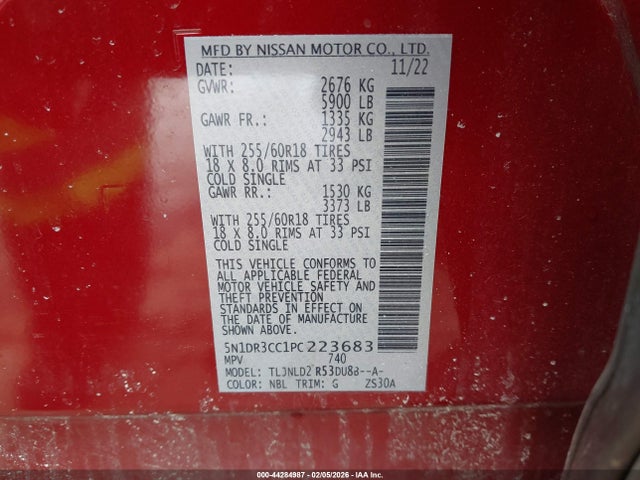 MFD BY NISSAN MOTOR CO., LTD.
DATE: 11/22
GVWR: 2676 KG
5900 LB
GAWR FR.: 1335 KG
2943 LB
WITH 255/60R18 TIRES
18 X 8.0 RIMS AT 33 PSI
COLD SINGLE
GAWR RR.: 1530 KG
3373 LB
WITH 255/60R18 TIRES
18 X 8.0 RIMS AT 33 PSI
COLD SINGLE
THIS VEHICLE CONFORMS TO
ALL APPLICABLE FEDERAL
MOTOR VEHICLE SAFETY AND
THEFT PREVENTION
STANDARDS IN EFFECT ON
THE DATE OF MANUFACTURE
SHOWN ABOVE.
5N1DR3CC1PC223683
MPV 740
MODEL: TLJNLD2 R53DU8B--A-
COLOR: NBL TRIM: G ZS30A
000-44284987 - 02/05/2026 - IAA Inc.